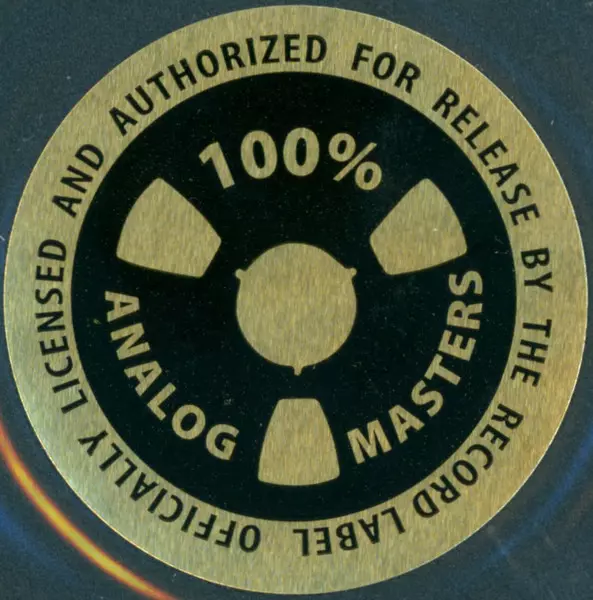 OFFICIALLY LICENSED AND AUTHORIZED FOR RELEASE BY THE RECORD LABEL
100%
ANALOG
MASTERS